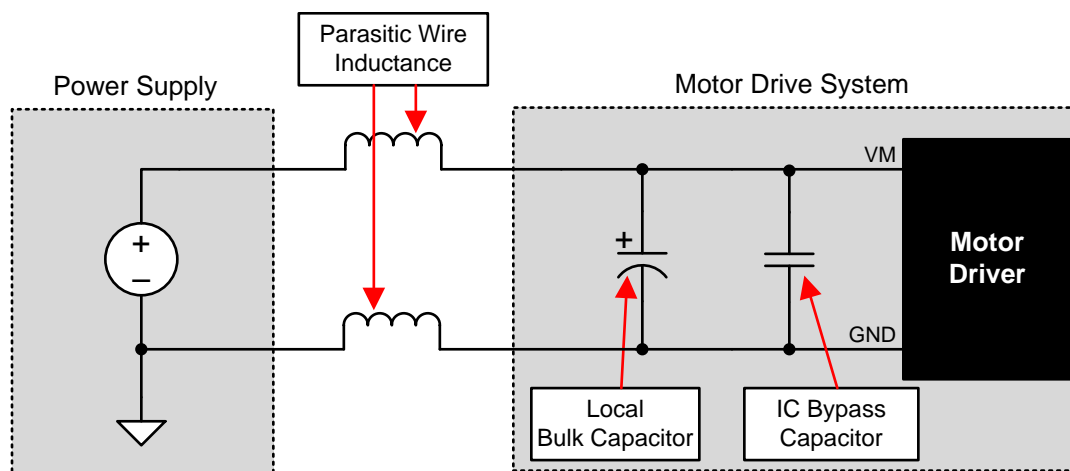 Parasitic Wire
Inductance
Power Supply
Motor Drive System
VM
+
–
+
Motor
Driver
GND
Local
Bulk Capacitor
IC Bypass
Capacitor